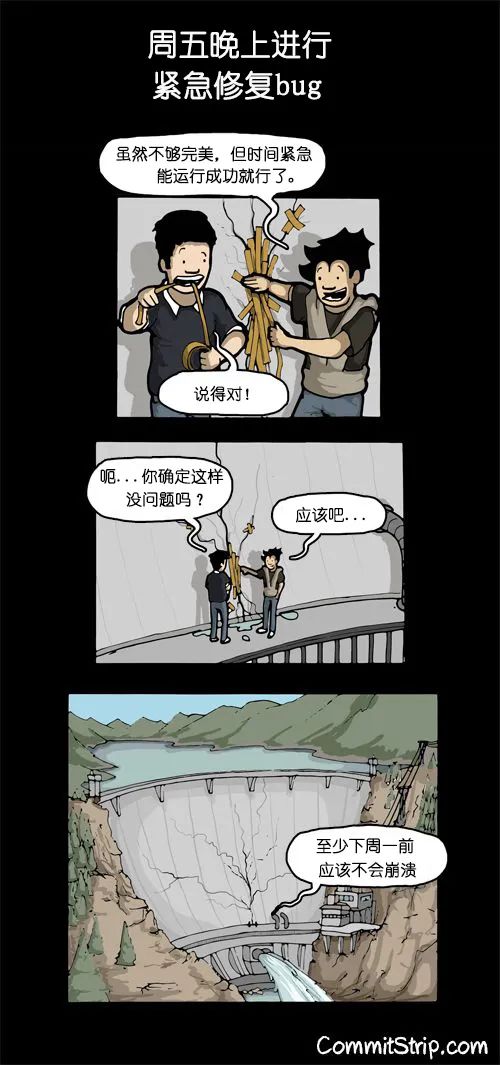 周五晚上进行
紧急修复bug
虽然不够完美，但时间紧急
能运行成功就行了。
说得对！
呃...你确定这样
没问题吗？
应该吧...
至少下周一前
应该不会崩溃
CommitStrip.com